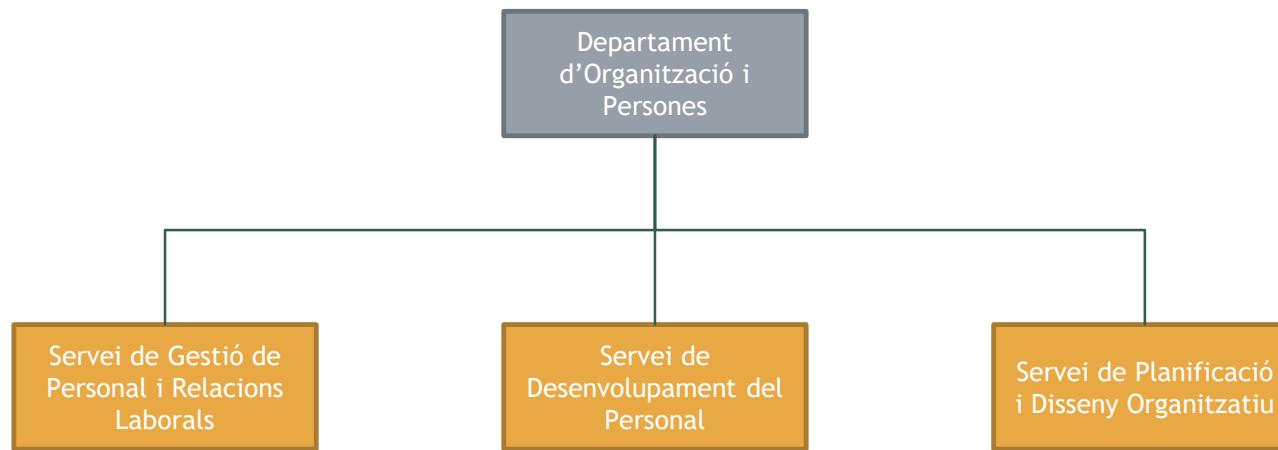 Departament
d’Organització i
Persones
Servei de Gestió de
Personal i Relacions
Laborals
Servei de
Desenvolupament del
Personal
Servei de Planificació
i Disseny Organitzatiu